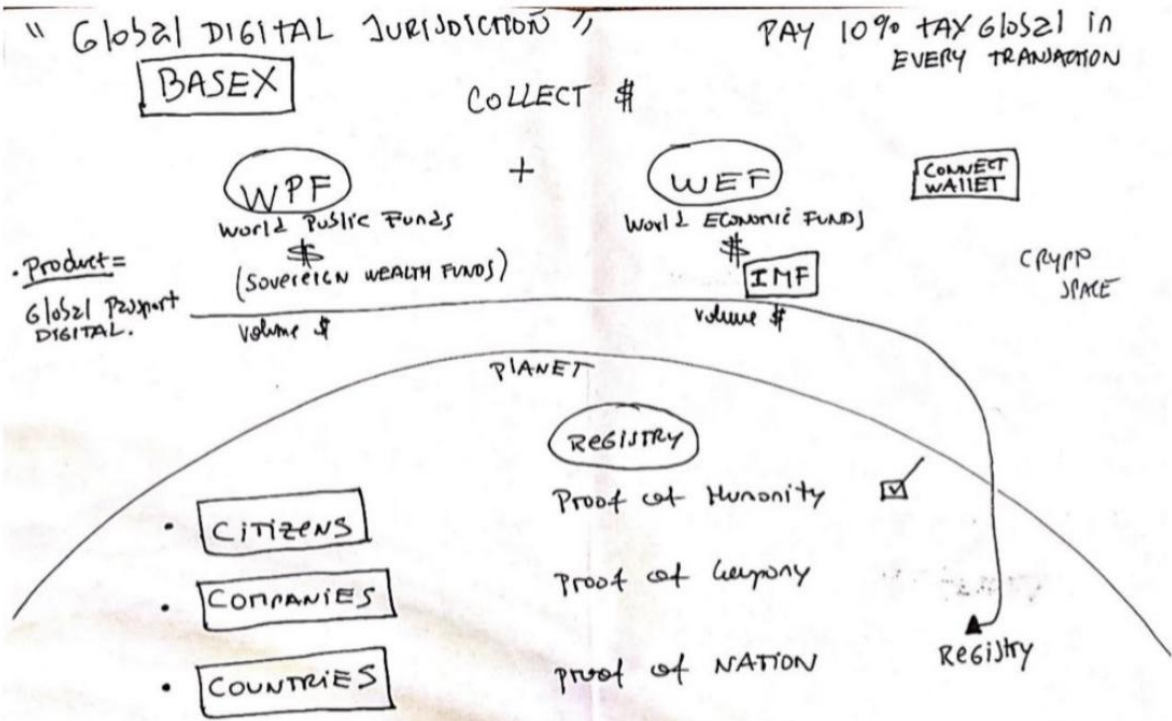 " Global DIGITAL JURISDICTION "
PAY 10% TAX Global in
EVERY TRANSACTION
BASEX
COLLECT $
WPF
+
WEF
CONNECT
WALLET
World Public Funds
World ECONOMIC FUNDS
$
$
• Product =
(SOVEREIGN WEALTH FUNDS)
IMF
CRYPP
SPACE
Global Passport
DIGITAL.
Volume $
Volume $
PLANET
REGISTRY
• CITIZENS
Proof of Humanity
• COMPANIES
Proof of Company
• COUNTRIES
Proof of NATION
REGISTRY